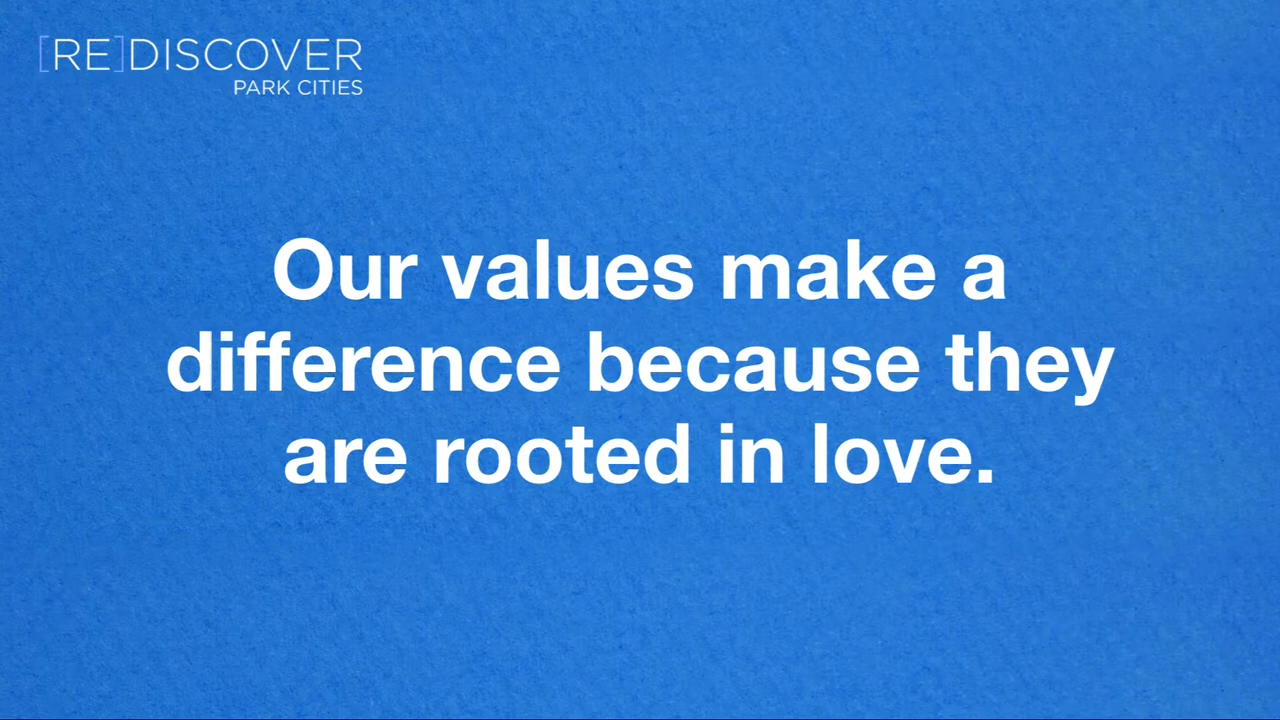 [RE]DISCOVER
PARK CITIES
Our values make a
difference because they
are rooted in love.